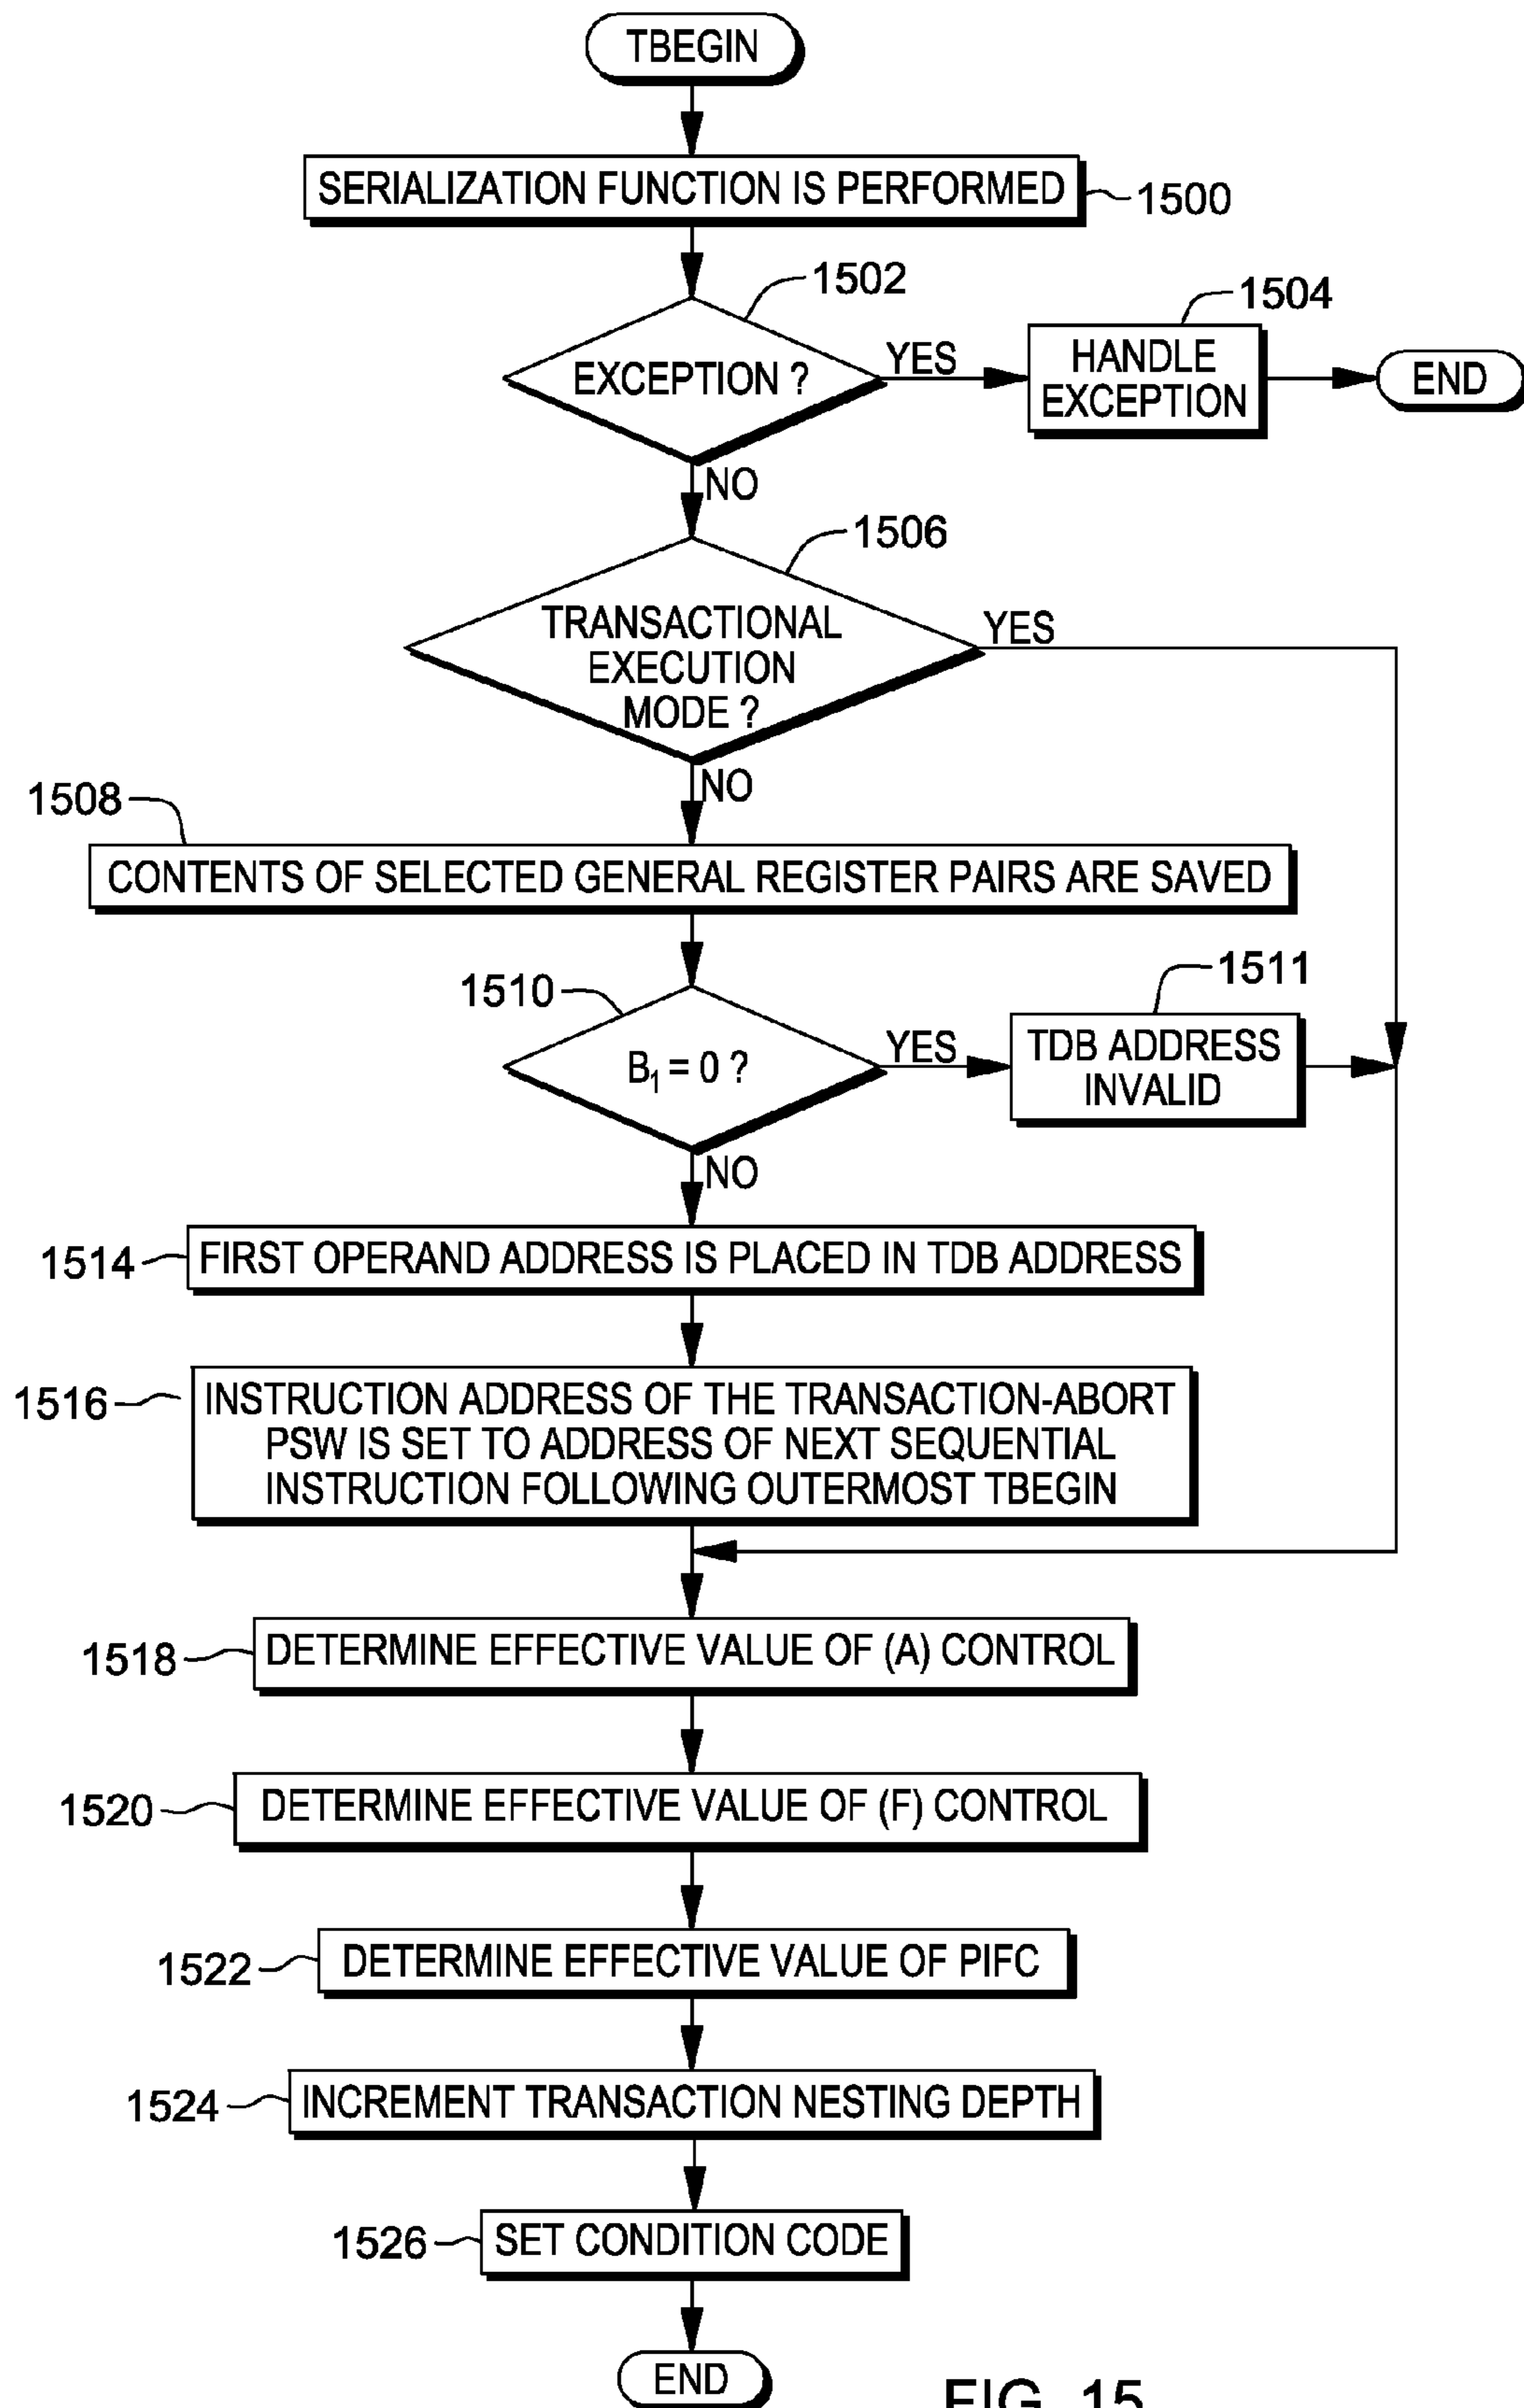 TBEGIN
SERIALIZATION FUNCTION IS PERFORMED
1500
1502
1504
EXCEPTION ?
YES
HANDLE
EXCEPTION
END
NO
1506
TRANSACTIONAL
EXECUTION
MODE ?
YES
NO
1508
CONTENTS OF SELECTED GENERAL REGISTER PAIRS ARE SAVED
1510
1511
B₁ = 0 ?
YES
TDB ADDRESS
INVALID
NO
1514
FIRST OPERAND ADDRESS IS PLACED IN TDB ADDRESS
1516
INSTRUCTION ADDRESS OF THE TRANSACTION-ABORT
PSW IS SET TO ADDRESS OF NEXT SEQUENTIAL
INSTRUCTION FOLLOWING OUTERMOST TBEGIN
1518
DETERMINE EFFECTIVE VALUE OF (A) CONTROL
1520
DETERMINE EFFECTIVE VALUE OF (F) CONTROL
1522
DETERMINE EFFECTIVE VALUE OF PIFC
1524
INCREMENT TRANSACTION NESTING DEPTH
1526
SET CONDITION CODE
END
FIG. 15